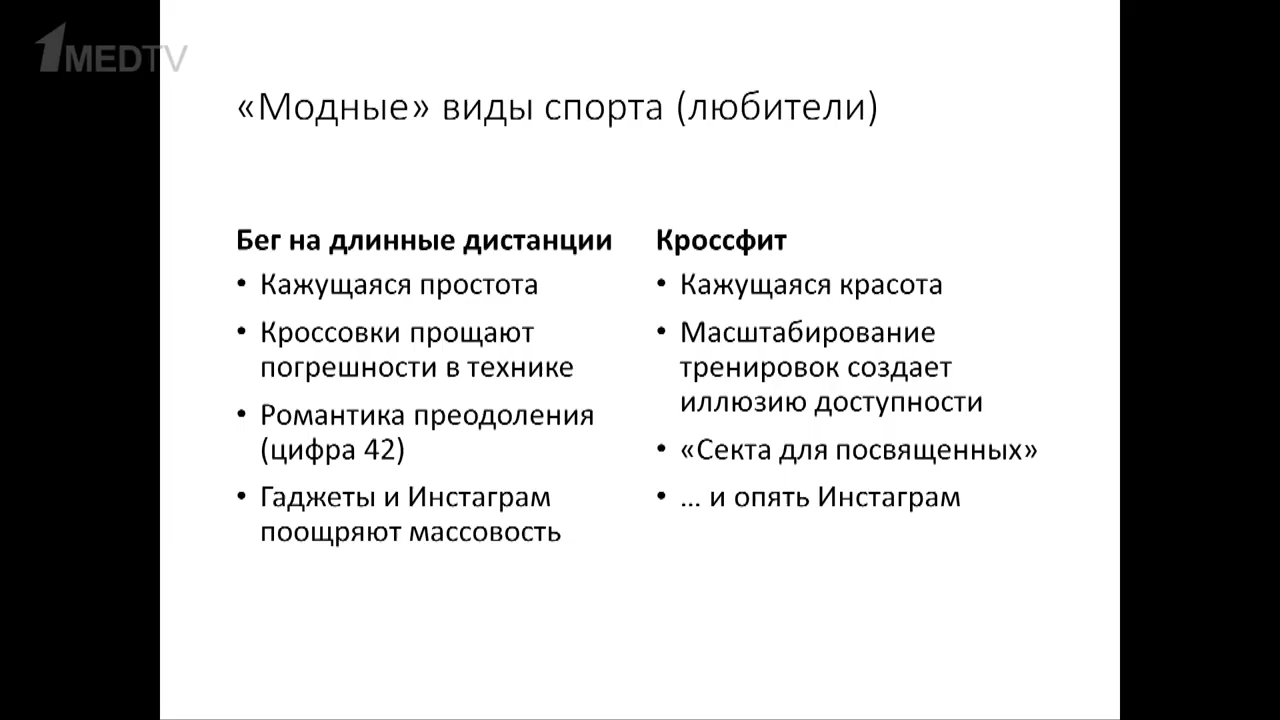 1MEDTV
«Модные» виды спорта (любители)
Бег на длинные дистанции
• Кажущаяся простота
• Кроссовки прощают
погрешности в технике
• Романтика преодоления
(цифра 42)
• Гаджеты и Инстаграм
поощряют массовость
Кроссфит
• Кажущаяся красота
• Масштабирование
тренировок создает
иллюзию доступности
• «Секта для посвященных»
• ... и опять Инстаграм